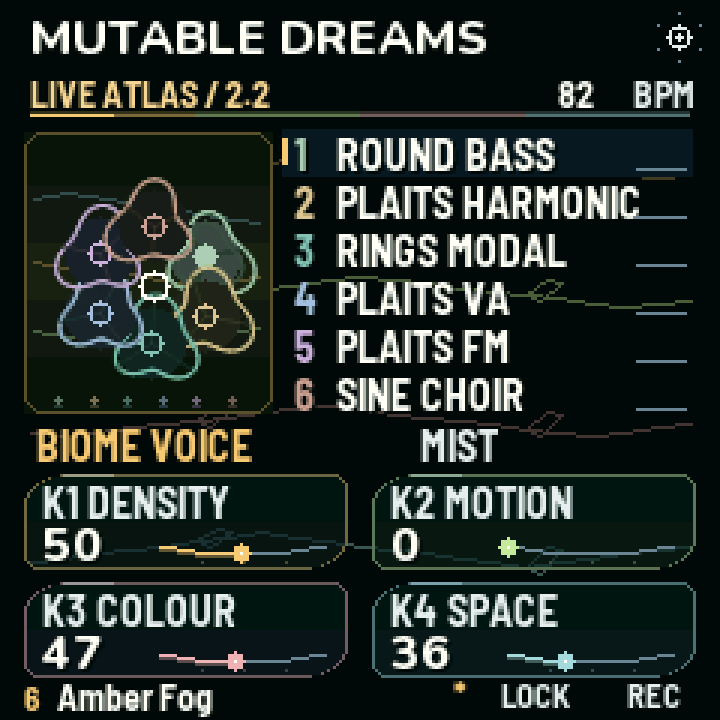 MUTABLE DREAMS
LIVE ATLAS / 2.2 82 BPM
1 ROUND BASS
2 PLAITS HARMONIC
3 RINGS MODAL
4 PLAITS VA
5 PLAITS FM
6 SINE CHOIR
BIOME VOICE MIST
K1 DENSITY
50
K2 MOTION
0
K3 COLOUR
47
K4 SPACE
36
6 Amber Fog LOCK REC